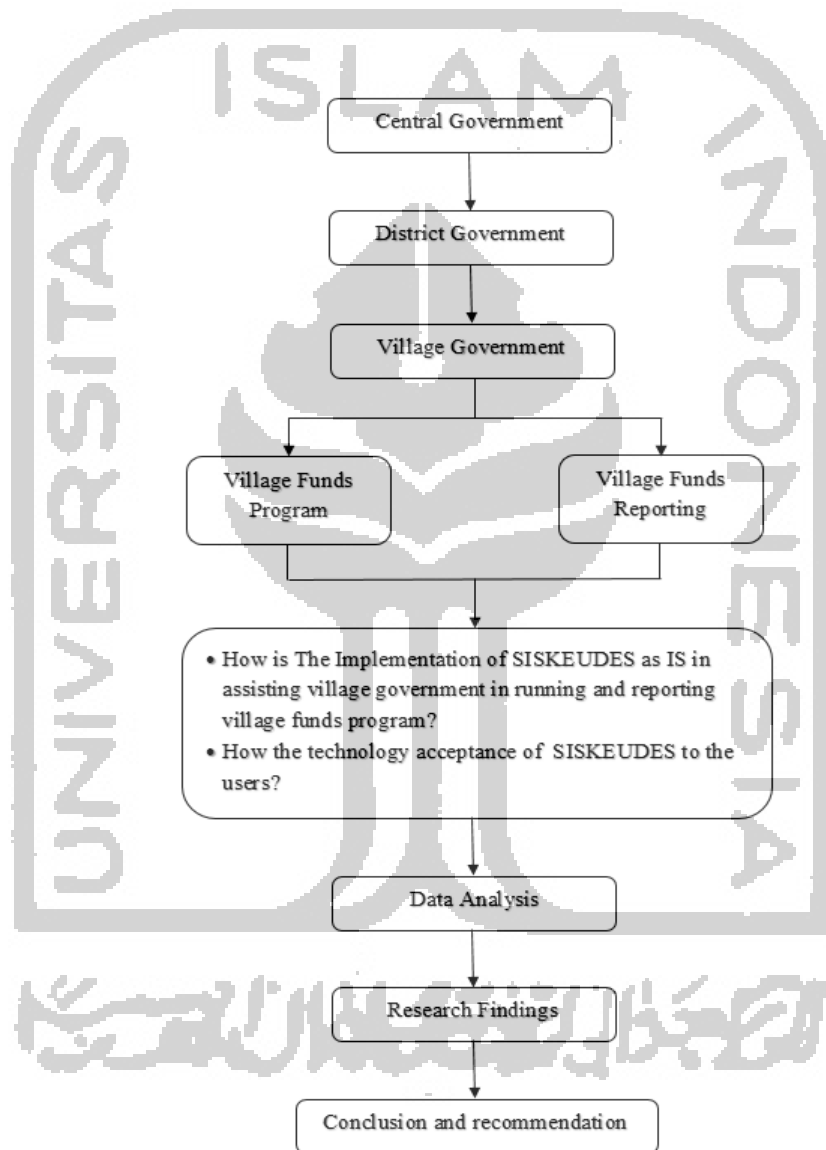 ISLAM
UNIVERSITAS
INDONESIA
Central Government
District Government
Village Government
Village Funds
Program
Village Funds
Reporting
• How is The Implementation of SISKEUDES as IS in
assisting village government in running and reporting
village funds program?
• How the technology acceptance of SISKEUDES to the
users?
Data Analysis
Research Findings
Conclusion and recommendation